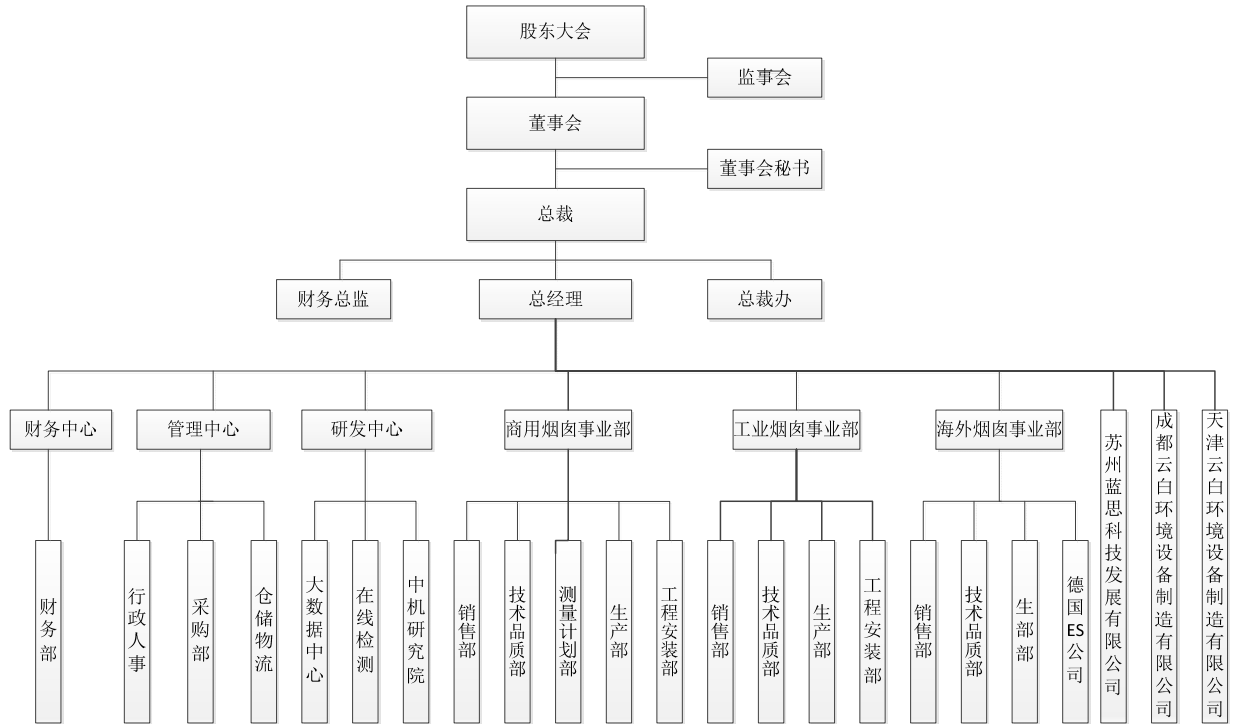 股东大会
监事会
董事会
董事会秘书
总裁
财务总监
总经理
总裁办
财务中心
管理中心
研发中心
商用烟囱事业部
工业烟囱事业部
海外烟囱事业部
苏州蓝思科技发展有限公司
成都云白环境设备制造有限公司
天津云白环境设备制造有限公司
财务部
行政人事
采购部
仓储物流
大数据中心
在线检测
中机研究院
销售部
技术品质部
测量计划部
生产部
工程安装部
销售部
技术品质部
生产部
工程安装部
销售部
技术品质部
生部部
德国ES公司